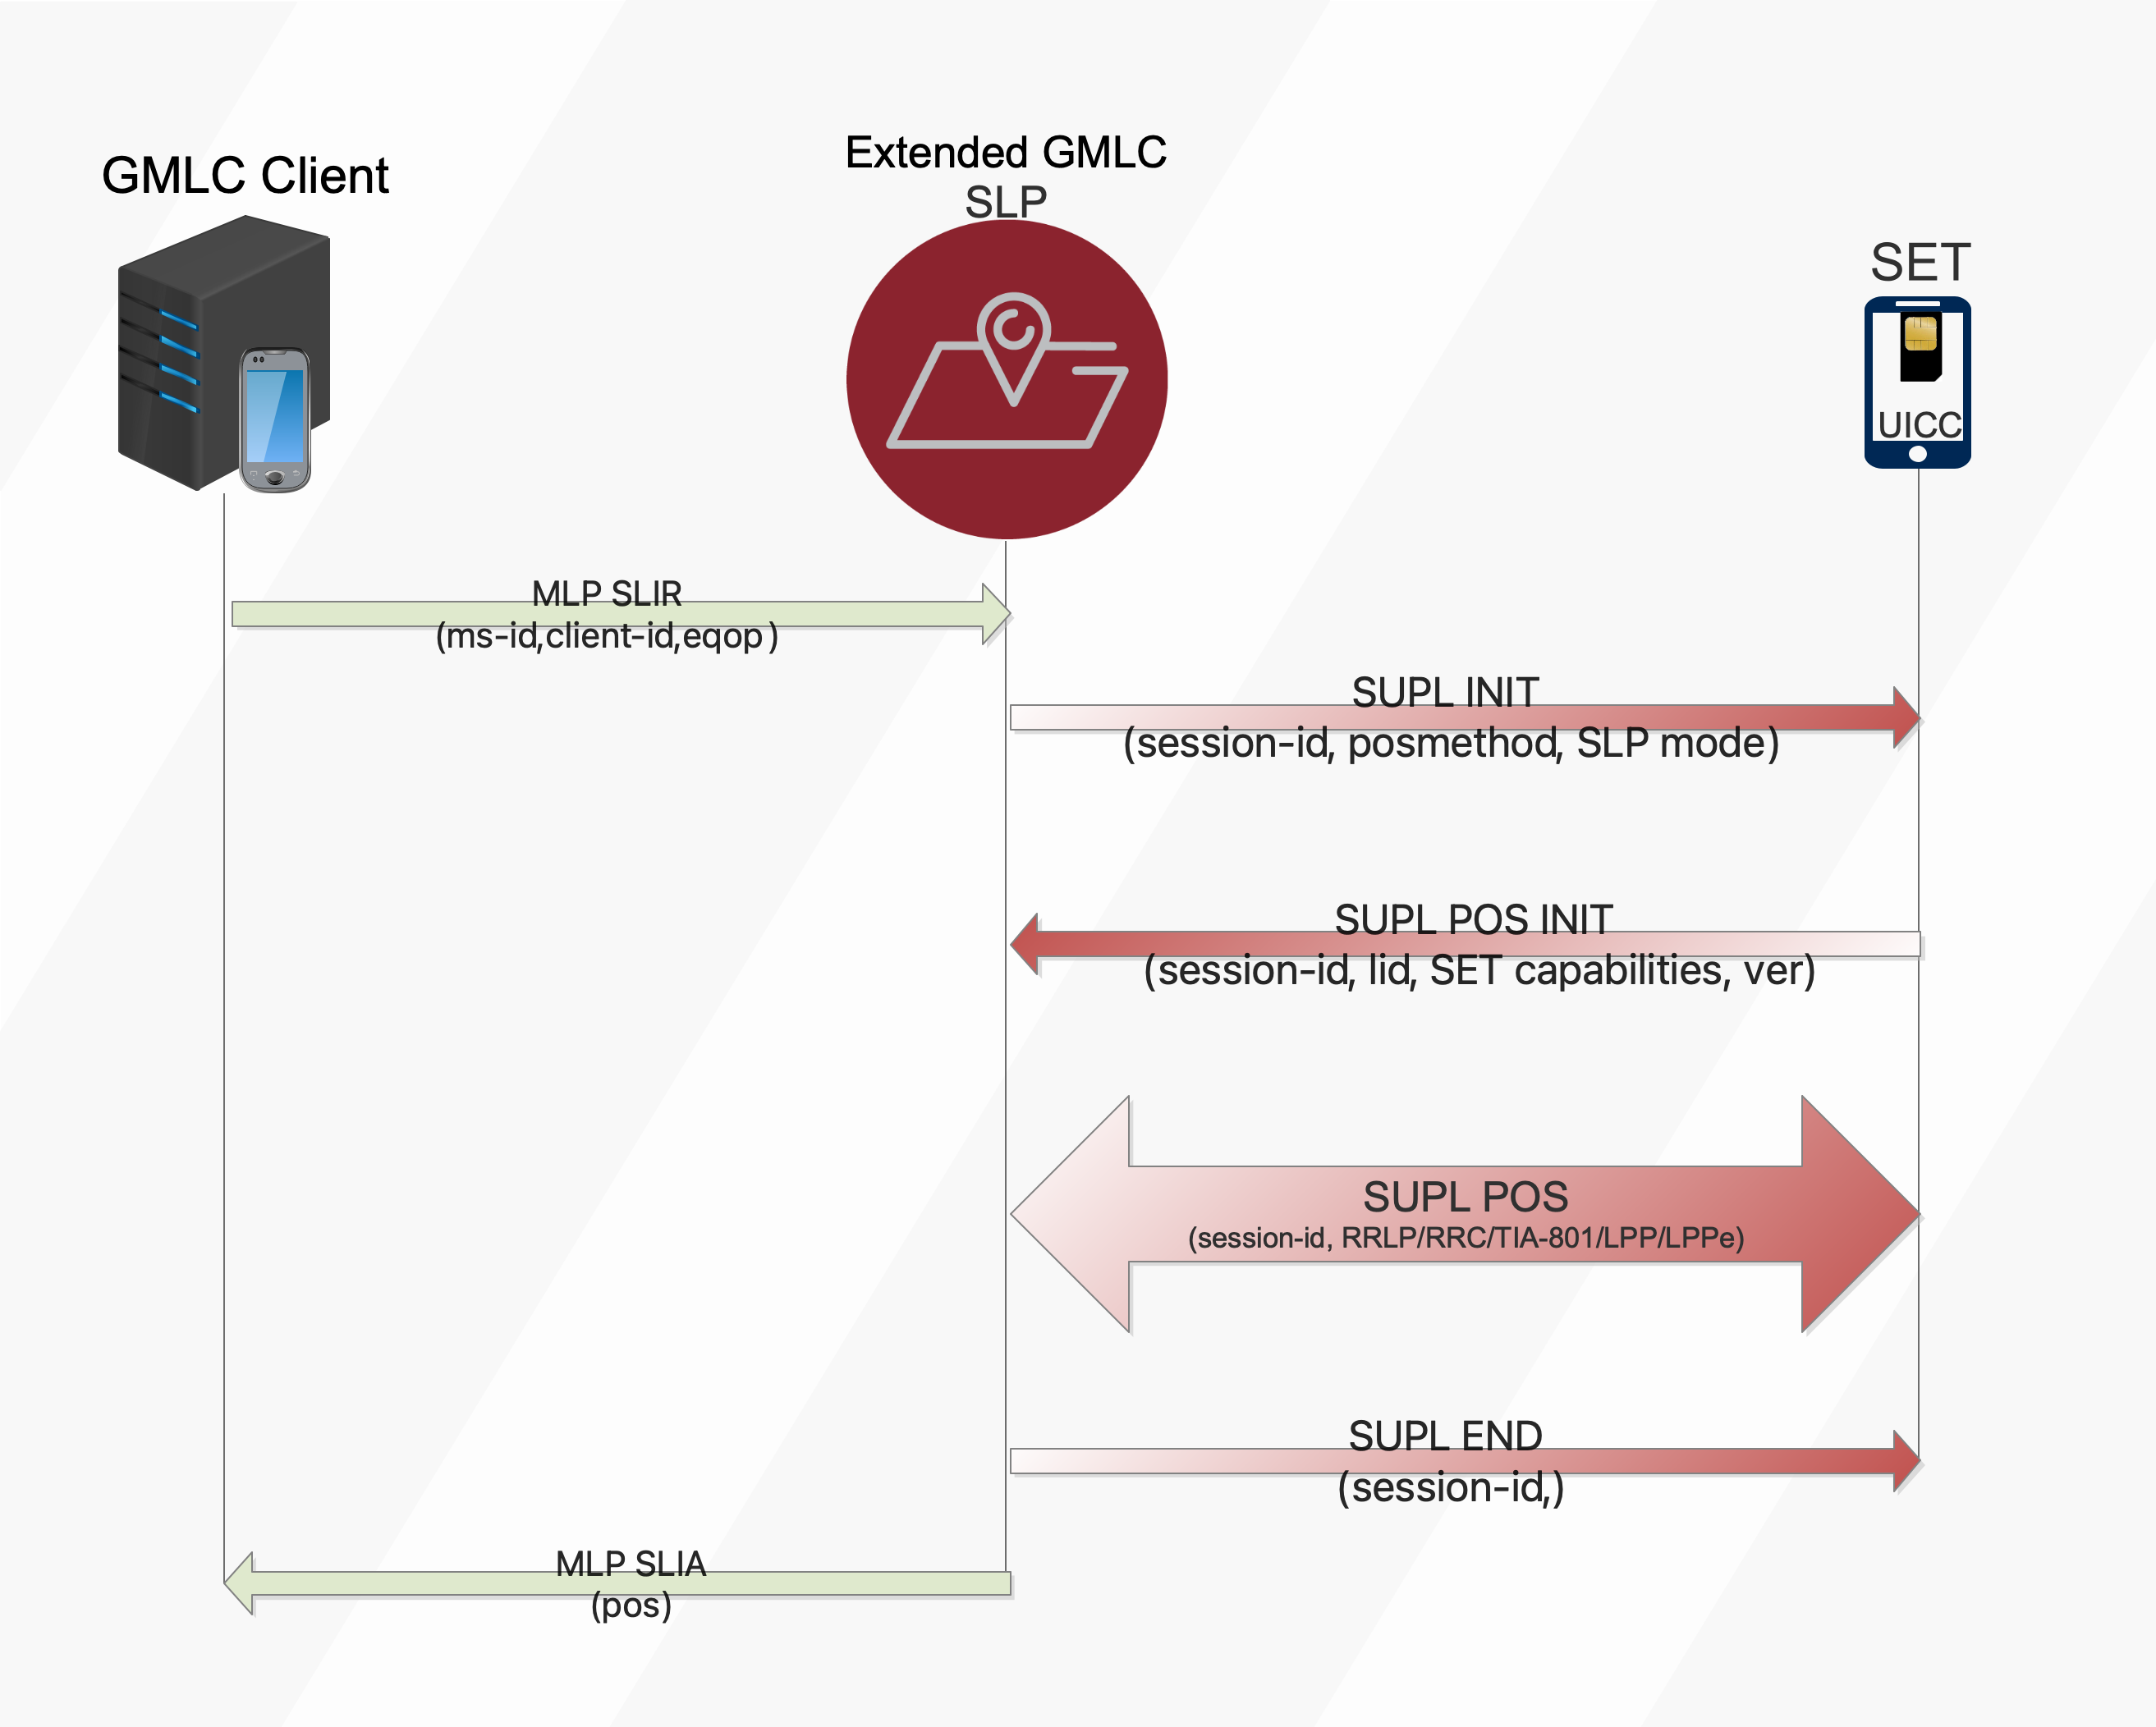 GMLC Client
Extended GMLC
SLP
SET
UICC
MLP SLIR
(ms-id,client-id,eqop)
SUPL INIT
(session-id, posmethod, SLP mode)
SUPL POS INIT
(session-id, lid, SET capabilities, ver)
SUPL POS
(session-id, RRLP/RRC/TIA-801/LPP/LPPe)
SUPL END
(session-id,)
MLP SLIA
(pos)